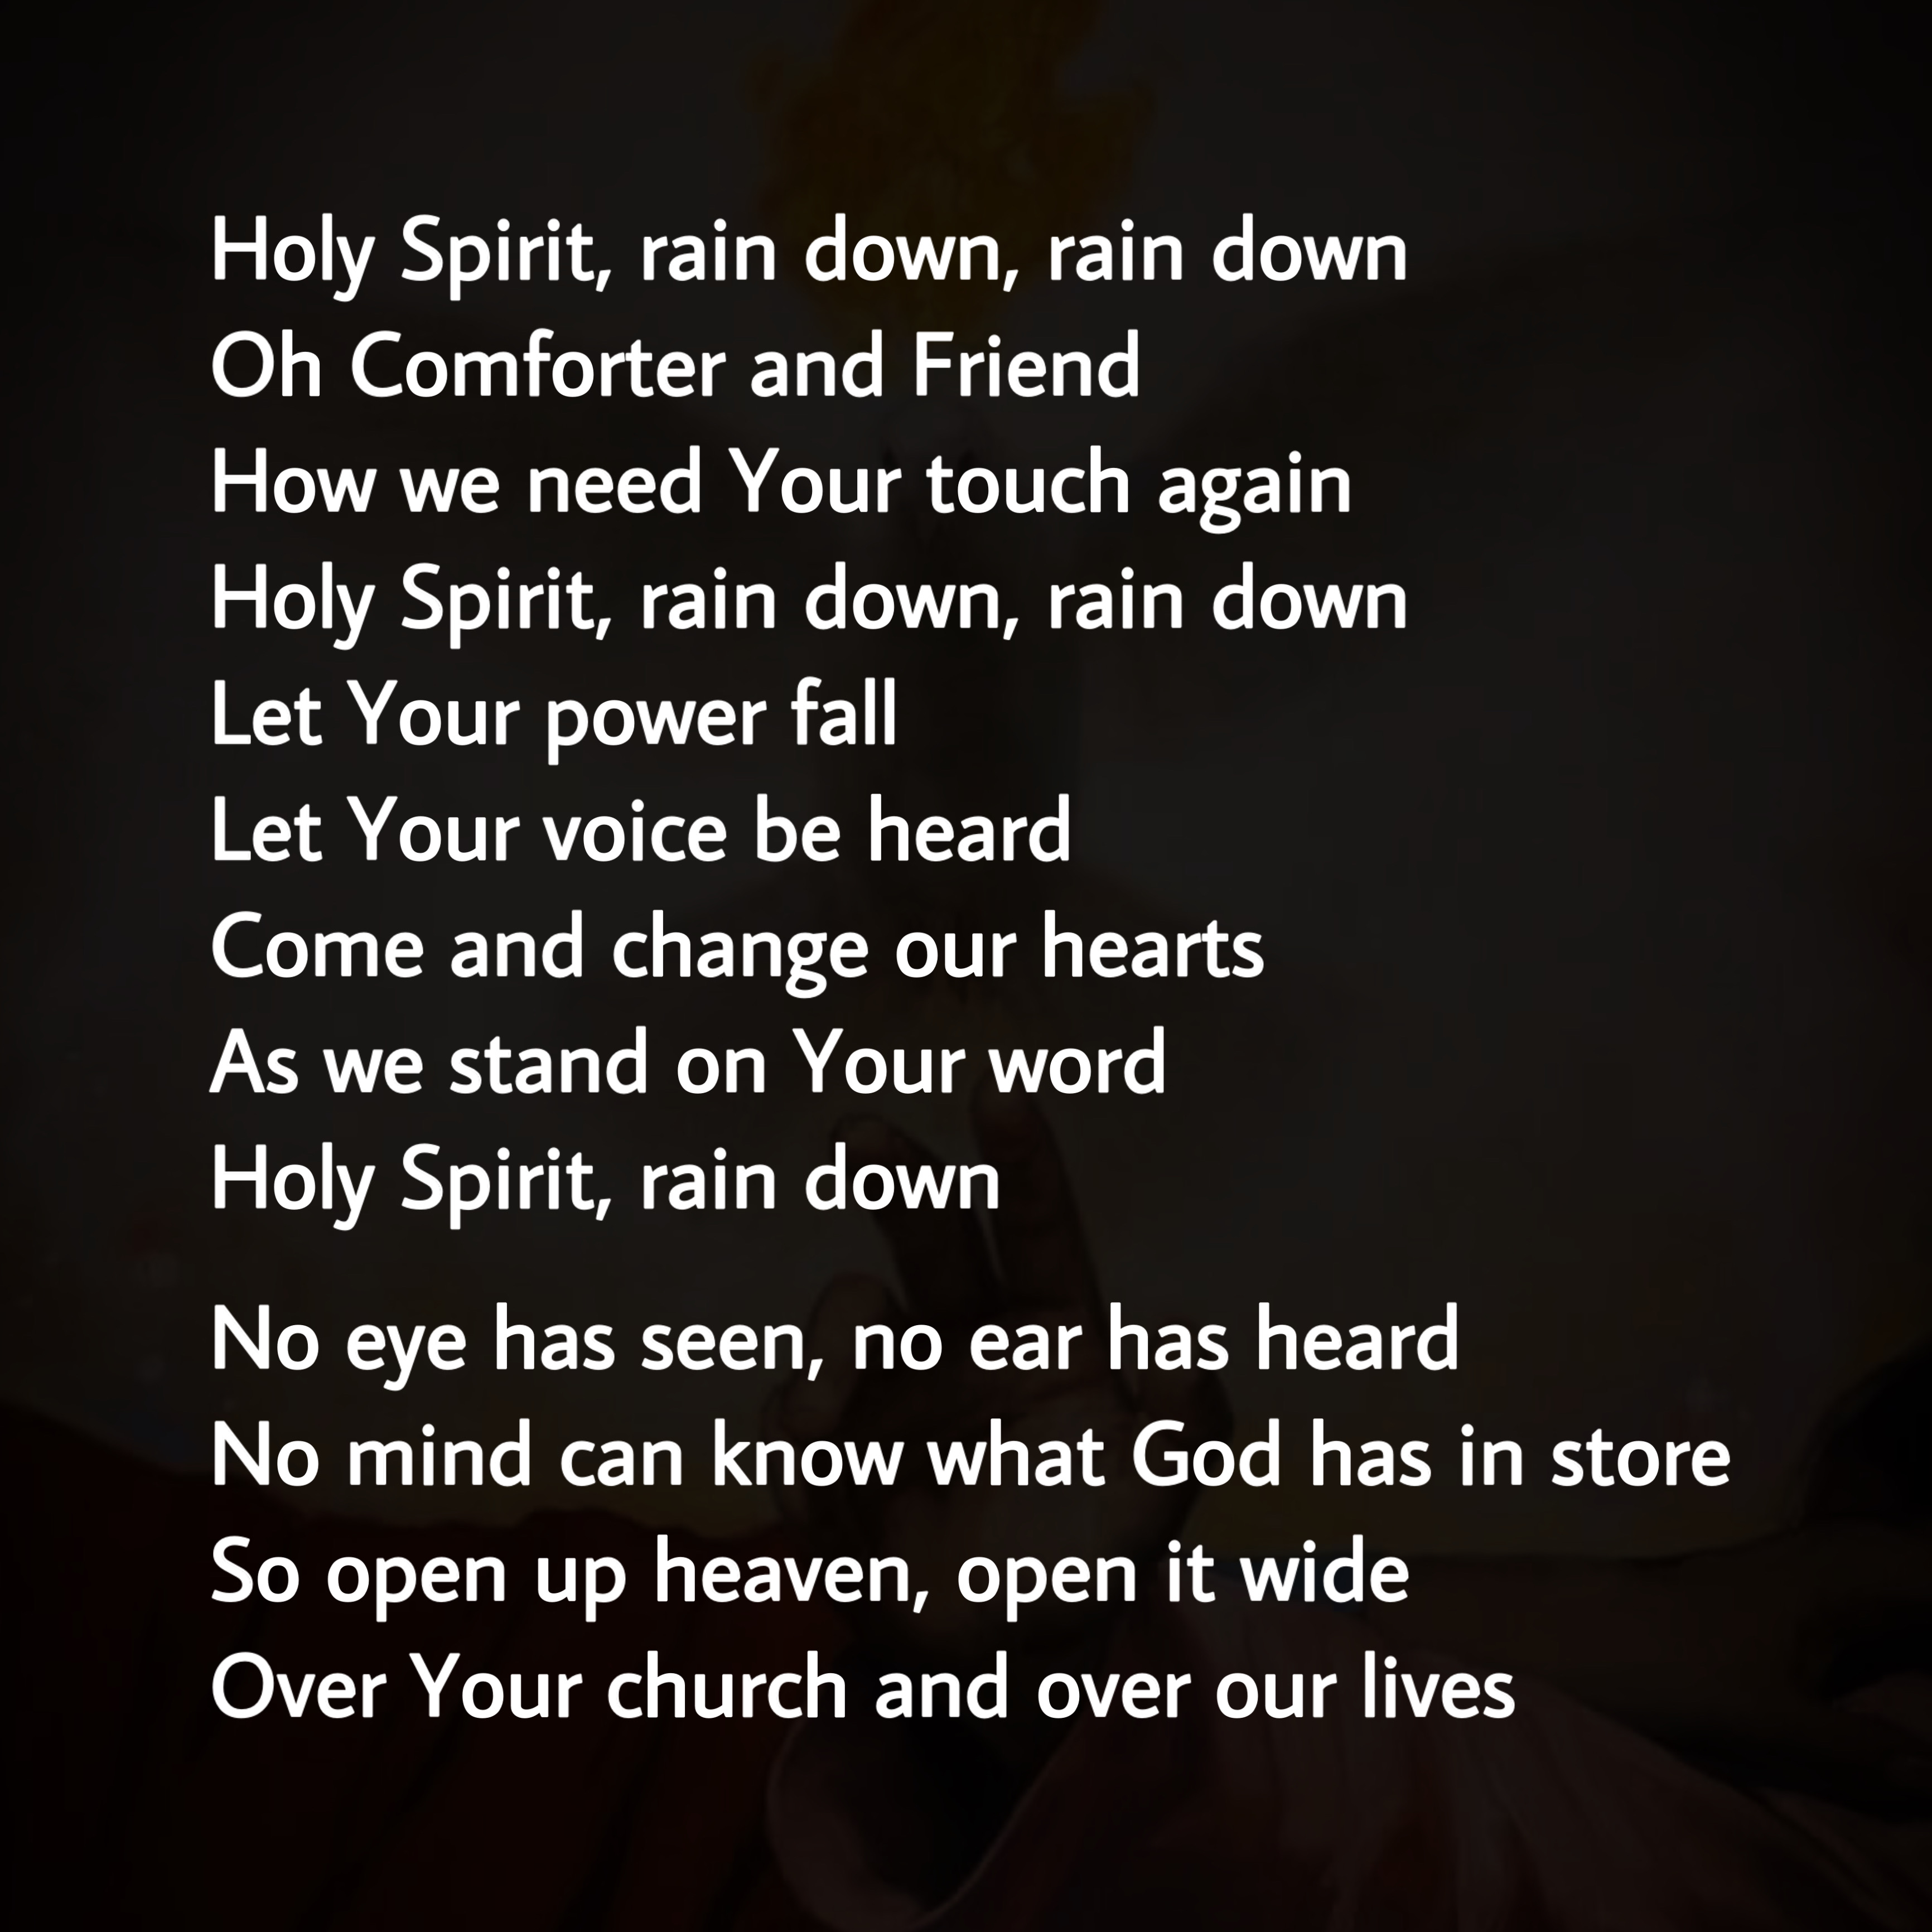 Holy Spirit, rain down, rain down
Oh Comforter and Friend
How we need Your touch again
Holy Spirit, rain down, rain down
Let Your power fall
Let Your voice be heard
Come and change our hearts
As we stand on Your word
Holy Spirit, rain down
No eye has seen, no ear has heard
No mind can know what God has in store
So open up heaven, open it wide
Over Your church and over our lives